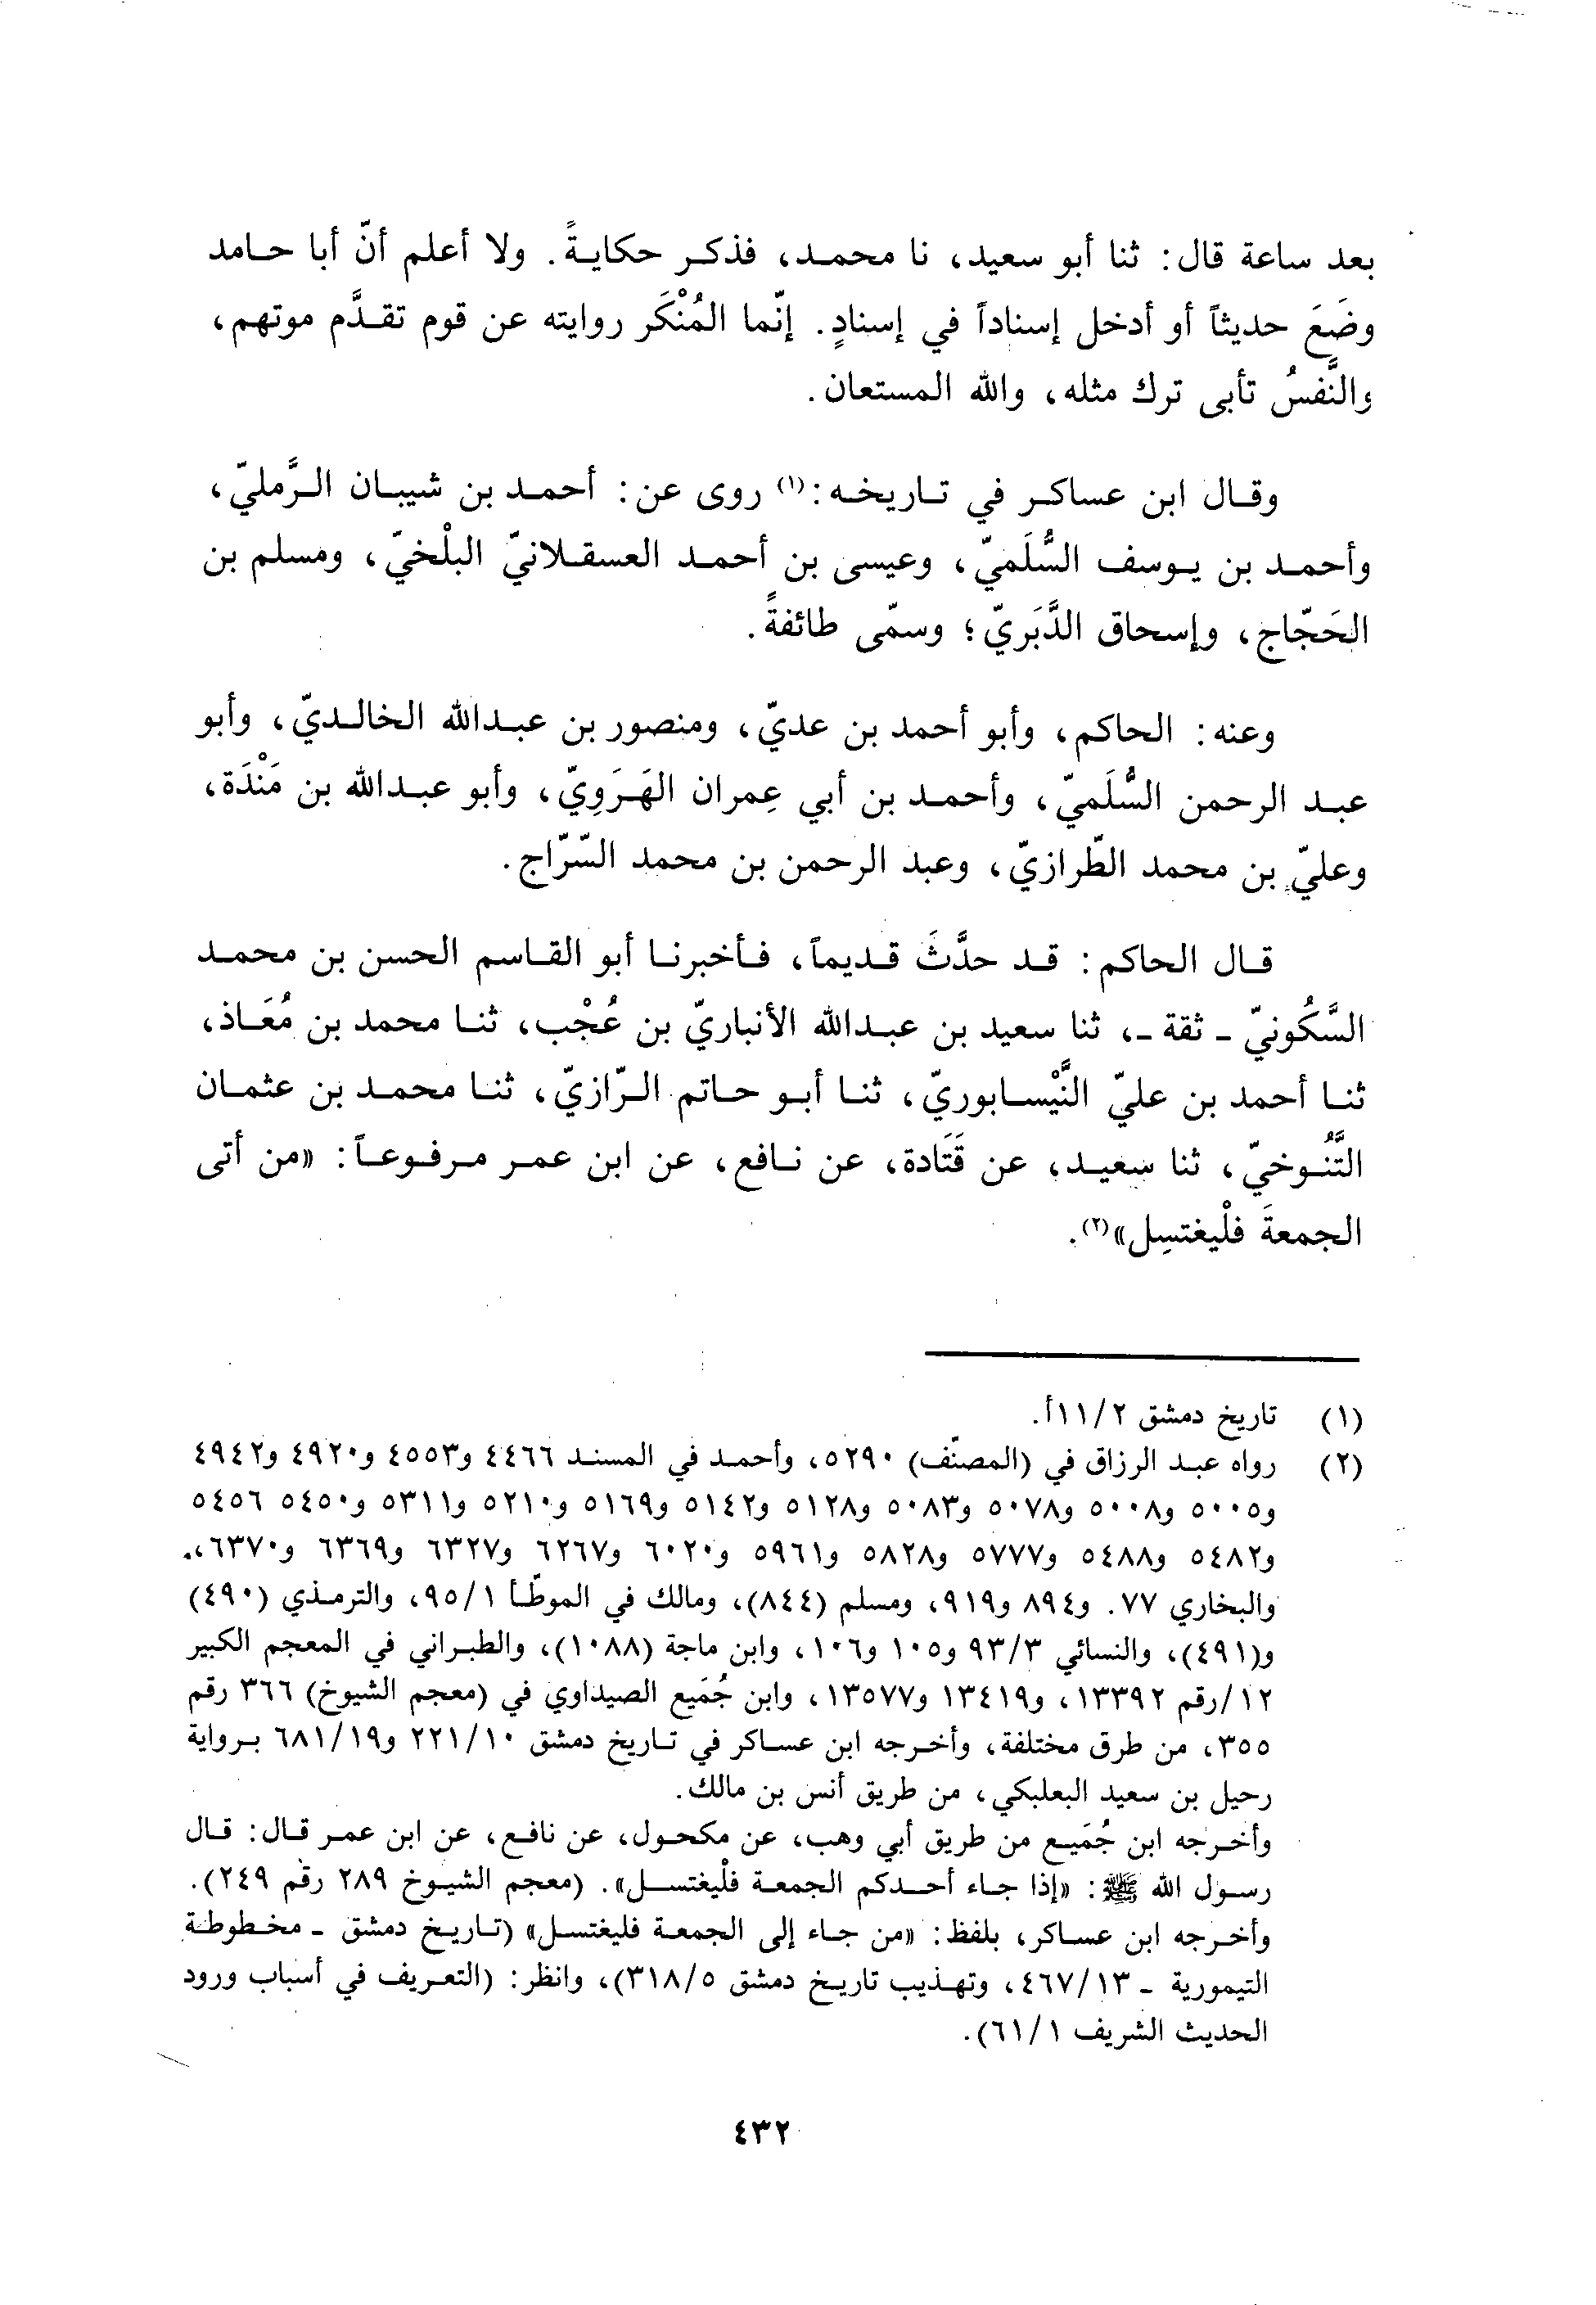 بعد ساعة قال: ثنا أبو سعيد، نا محمد، فذكر حكايةً. ولا أعلم أنّ أبا حامد
وضَعَ حديثاً أو أدخل إسناداً في إسنادٍ. إنّما المُنْكَر روايته عن قوم تقدَّم موتهم،
والنَّفسُ تأبى ترك مثله، والله المستعان.
وقال ابن عساكر في تاريخه:(١) روى عن: أحمد بن شيبان الرَّمليّ،
وأحمد بن يوسف السُّلَميّ، وعيسى بن أحمد العسقلانيّ البلْخيّ، ومسلم بن
الحَجّاج، وإسحاق الدَّبَريّ؛ وسمّى طائفةً.
وعنه: الحاكم، وأبو أحمد بن عديّ، ومنصور بن عبدالله الخالديّ، وأبو
عبد الرحمن السُّلَميّ، وأحمد بن أبي عِمران الهَرَوِيّ، وأبو عبدالله بن مَنْدَة،
وعليّ بن محمد الطّرازيّ، وعبد الرحمن بن محمد السّرّاج.
قال الحاكم: قد حدَّثَ قديماً، فأخبرنا أبو القاسم الحسن بن محمد
السَّكُونيّ - ثقة -، ثنا سعيد بن عبدالله الأنباريّ بن عُجْب، ثنا محمد بن مُعَاذ،
ثنا أحمد بن عليّ النَّيْسابوريّ، ثنا أبو حاتم الرّازيّ، ثنا محمد بن عثمان
التَّنُوخيّ، ثنا سعيد، عن قَتَادة، عن نافع، عن ابن عمر مرفوعاً: «من أتى
الجمعةَ فلْيغتسِل»(٢).
(١) تاريخ دمشق ١١/٢أ.
(٢) رواه عبد الرزاق في (المصنّف) ٥٢٩٠، وأحمد في المسند ٤٤٦٦ و٤٥٥٣ و٤٩٢٠ و٤٩٤٢
و٥٠٠٥ و٥٠٠٨ و٥٠٧٨ و٥٠٨٣ و٥١٢٨ و٥١٤٢ و٥١٦٩ و٥٢١٠ و٥٣١١ و٥٤٥٠ ٥٤٥٦
و٥٤٨٢ و٥٤٨٨ و٥٧٧٧ و٥٨٢٨ و٥٩٦١ و٦٠٢٠ و٦٢٦٧ و٦٣٢٧ و٦٣٦٩ و٦٣٧٠،.
والبخاري ٧٧. و٨٩٤ و٩١٩، ومسلم (٨٤٤)، ومالك في الموطّأ ٩٥/١، والترمذي (٤٩٠)
و(٤٩١)، والنسائي ٩٣/٣ و١٠٥ و١٠٦، وابن ماجة (١٠٨٨)، والطبراني في المعجم الكبير
١٢/رقم ١٣٣٩٢، و١٣٤١٩ و١٣٥٧٧، وابن جُمَيع الصيداوي في (معجم الشيوخ) ٣٦٦ رقم
٣٥٥، من طرق مختلفة، وأخرجه ابن عساكر في تاريخ دمشق ٢٢١/١٠ و٦٨١/١٩ برواية
رحيل بن سعيد البعلبكي، من طريق أنس بن مالك.
وأخرجه ابن جُمَيع من طريق أبي وهب، عن مكحول، عن نافع، عن ابن عمر قال: قال
رسول الله ﷺ: «إذا جاء أحدكم الجمعة فلْيغتسل». (معجم الشيوخ ٢٨٩ رقم ٢٤٩).
وأخرجه ابن عساكر، بلفظ: «من جاء إلى الجمعة فليغتسل» (تاريخ دمشق - مخطوطة
التيمورية - ٤٦٧/١٣، وتهذيب تاريخ دمشق ٣١٨/٥)، وانظر: (التعريف في أسباب ورود
الحديث الشريف ٦١/١).
٤٣٢